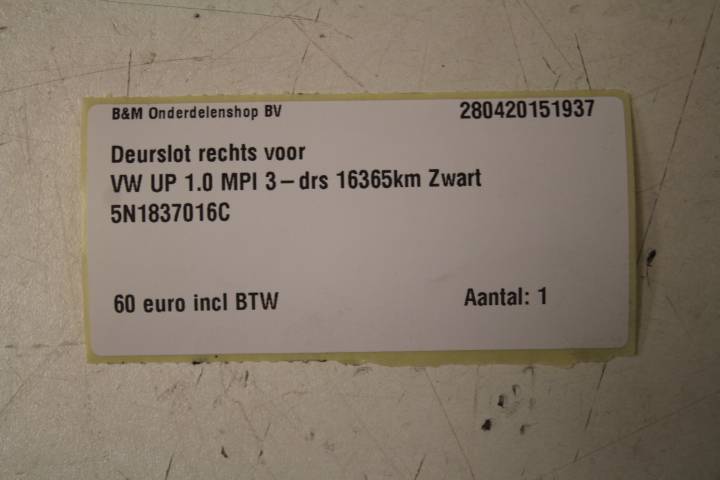 B&M Onderdelenshop BV 280420151937
Deurslot rechts voor
VW UP 1.0 MPI 3-drs 16365km Zwart
5N1837016C
60 euro incl BTW Aantal: 1